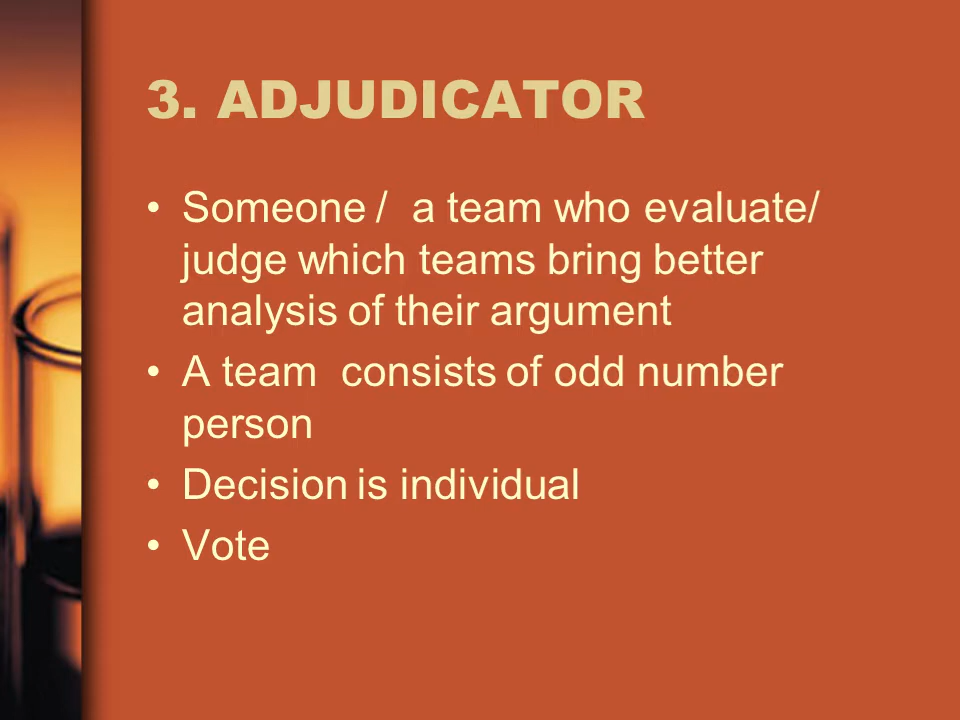 3. ADJUDICATOR
• Someone / a team who evaluate/
judge which teams bring better
analysis of their argument
• A team consists of odd number
person
• Decision is individual
• Vote